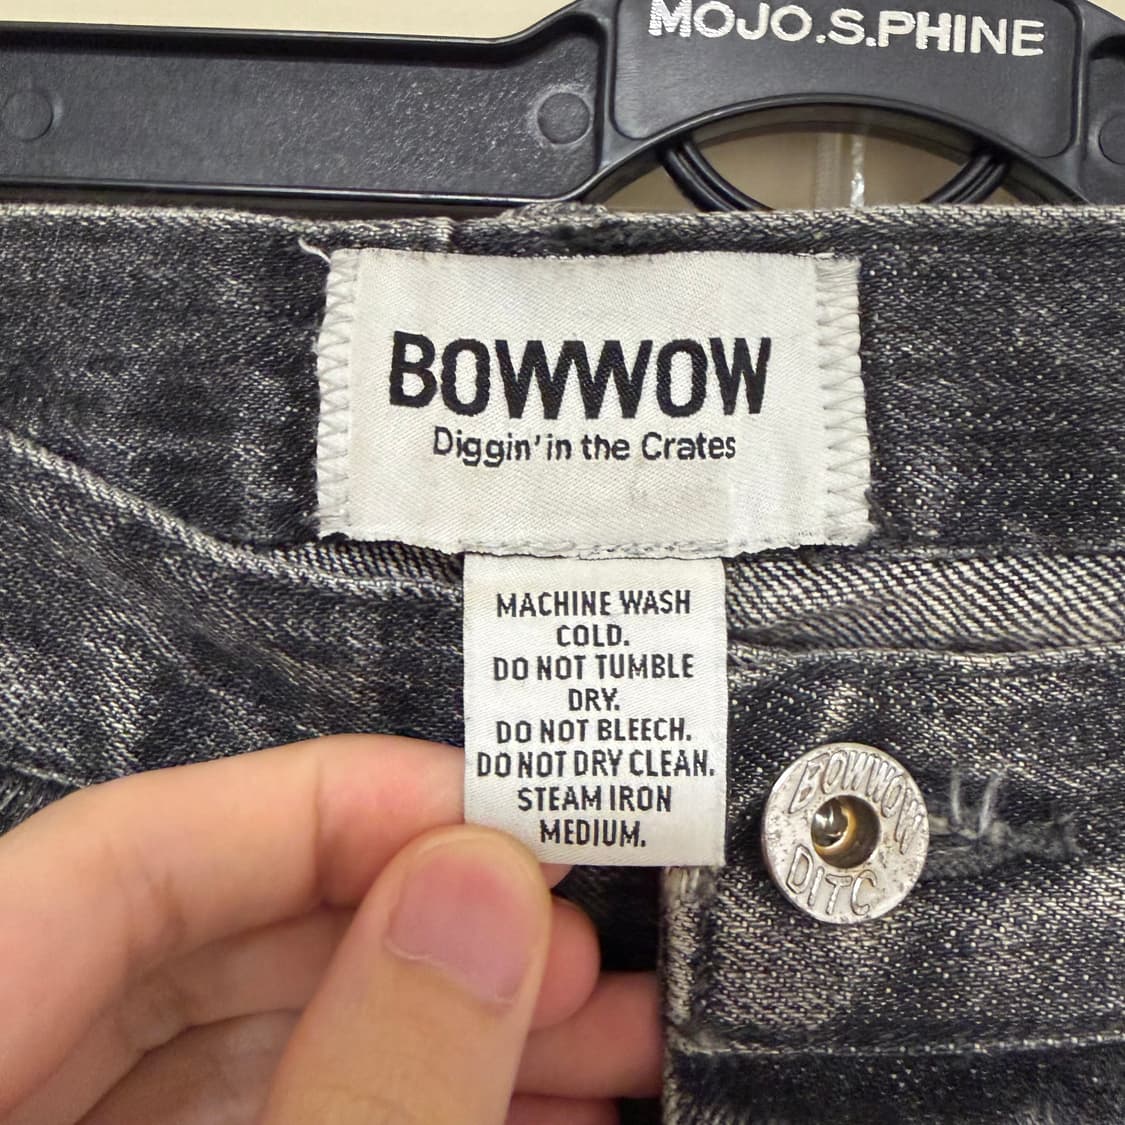 MOJO.S.PHINE
BOWWOW
Diggin' in the Crates
MACHINE WASH
COLD.
DO NOT TUMBLE
DRY.
DO NOT BLEECH.
DO NOT DRY CLEAN.
STEAM IRON
MEDIUM.
BOWWOW
DITC